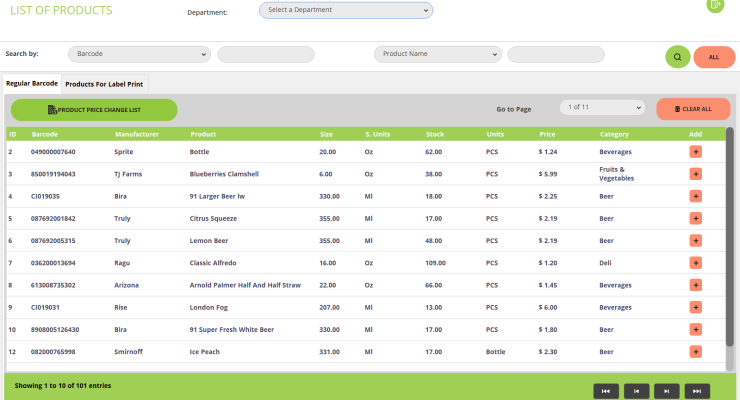 LIST OF PRODUCTS
Department: Select a Department
Search by: Barcode Product Name ALL
Regular Barcode Products For Label Print
PRODUCT PRICE CHANGE LIST Go to Page 1 of 11 CLEAR ALL
ID Barcode Manufacturer Product Size S. Units Stock Units Price Category Add
2 049000007640 Sprite Bottle 20.00 Oz 62.00 PCS $ 1.24 Beverages +
3 850019194043 TJ Farms Blueberries Clamshell 6.00 Oz 38.00 PCS $ 5.99 Fruits & Vegetables +
4 CI019035 Bira 91 Larger Beer lw 330.00 Ml 18.00 PCS $ 2.25 Beer +
5 087692001842 Truly Citrus Squeeze 355.00 Ml 17.00 PCS $ 2.19 Beer +
6 087692005315 Truly Lemon Beer 355.00 Ml 48.00 PCS $ 2.19 Beer +
7 036200013694 Ragu Classic Alfredo 16.00 Oz 109.00 PCS $ 1.20 Deli +
8 613008735302 Arizona Arnold Palmer Half And Half Straw 22.00 Oz 66.00 PCS $ 1.45 Beverages +
9 CI019031 Rise London Fog 207.00 Ml 13.00 PCS $ 6.00 Beverages +
10 8908005126430 Bira 91 Super Fresh White Beer 330.00 Ml 17.00 PCS $ 1.80 Beer +
12 082000765998 Smirnoff Ice Peach 331.00 Ml 17.00 Bottle $ 2.30 Beer +
Showing 1 to 10 of 101 entries